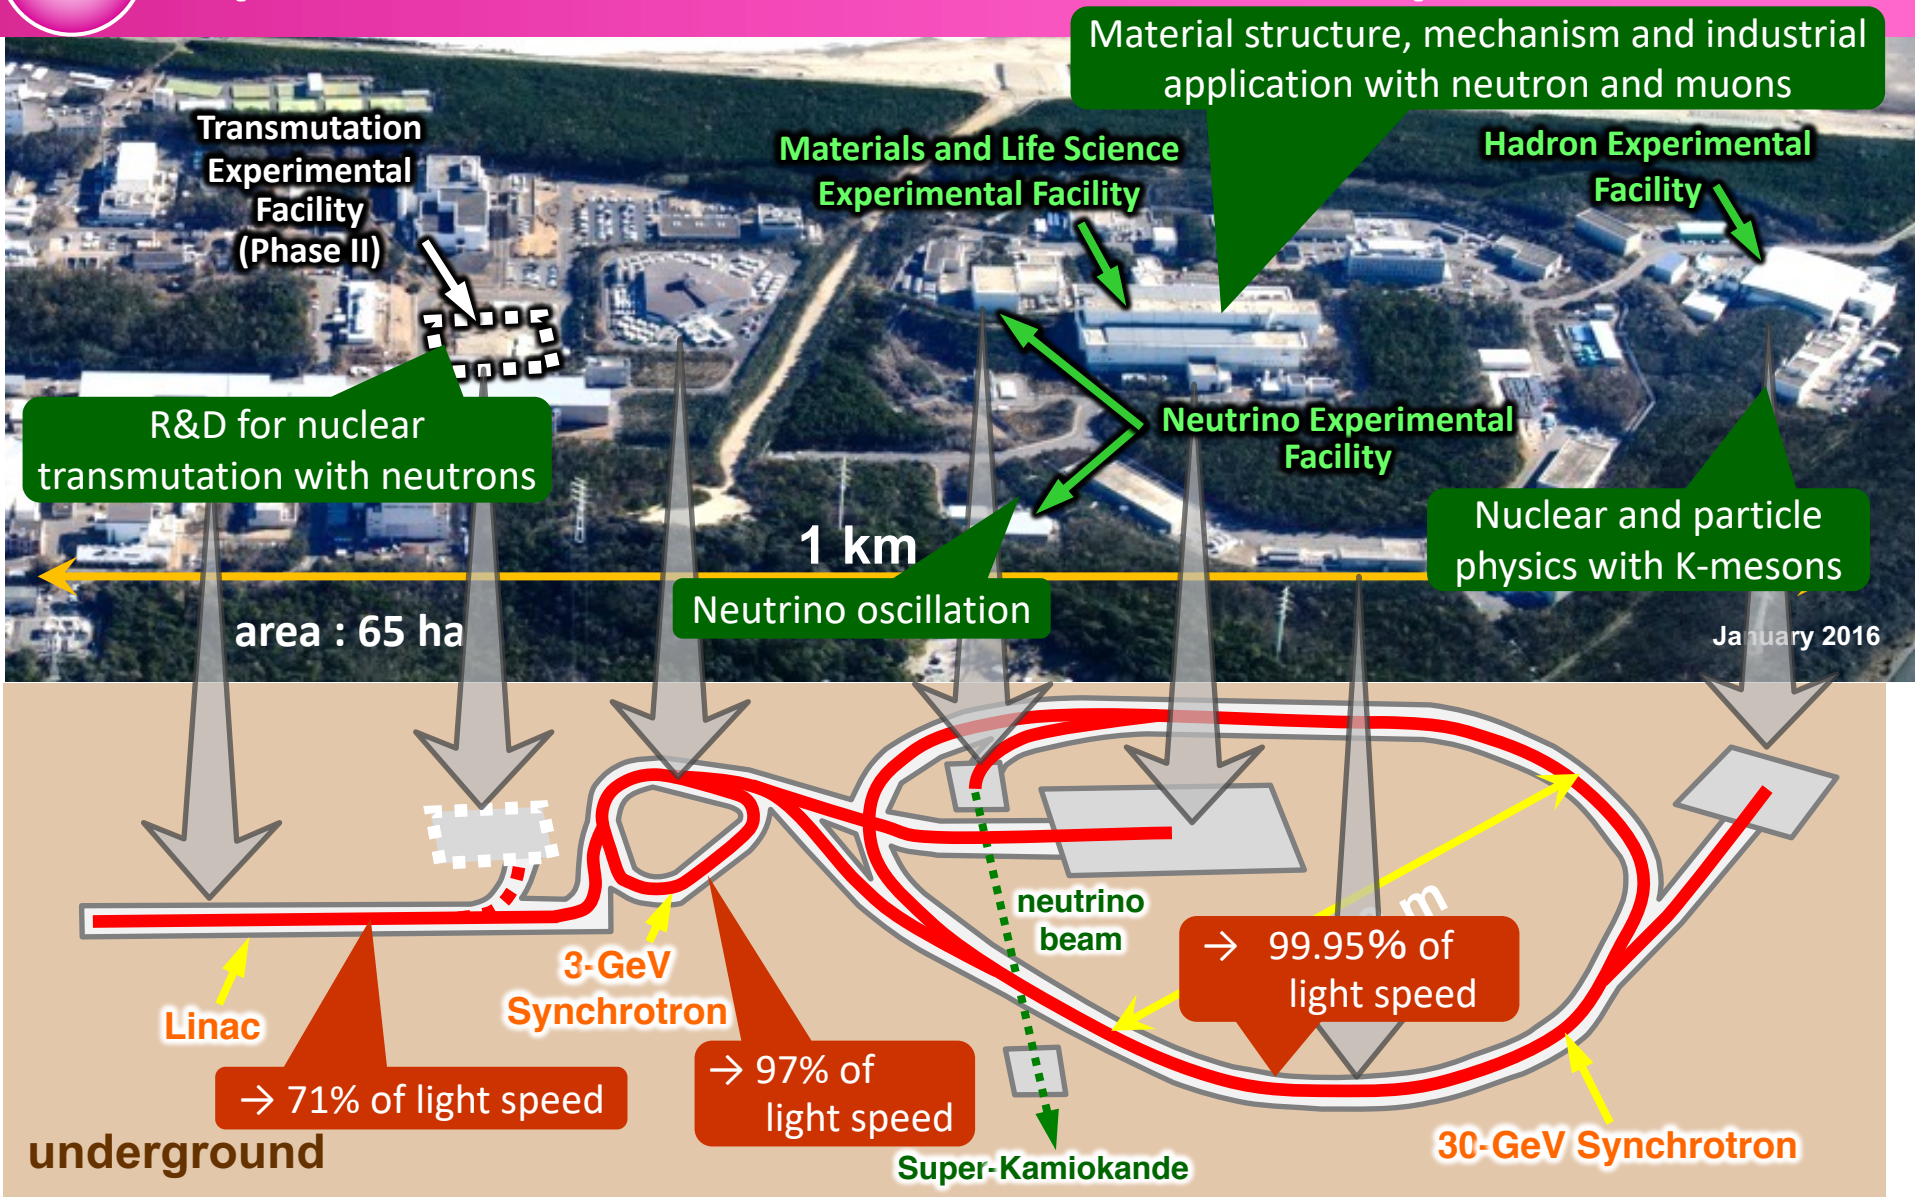 Material structure, mechanism and industrial
application with neutron and muons
Transmutation
Experimental
Facility
(Phase II)
Materials and Life Science
Experimental Facility
Hadron Experimental
Facility
R&D for nuclear
transmutation with neutrons
Neutrino Experimental
Facility
Nuclear and particle
physics with K-mesons
1 km
Neutrino oscillation
area : 65 ha
January 2016
neutrino
beam
→ 99.95% of
light speed
3-GeV
Synchrotron
Linac
→ 71% of light speed
→ 97% of
light speed
underground
Super-Kamiokande
30-GeV Synchrotron